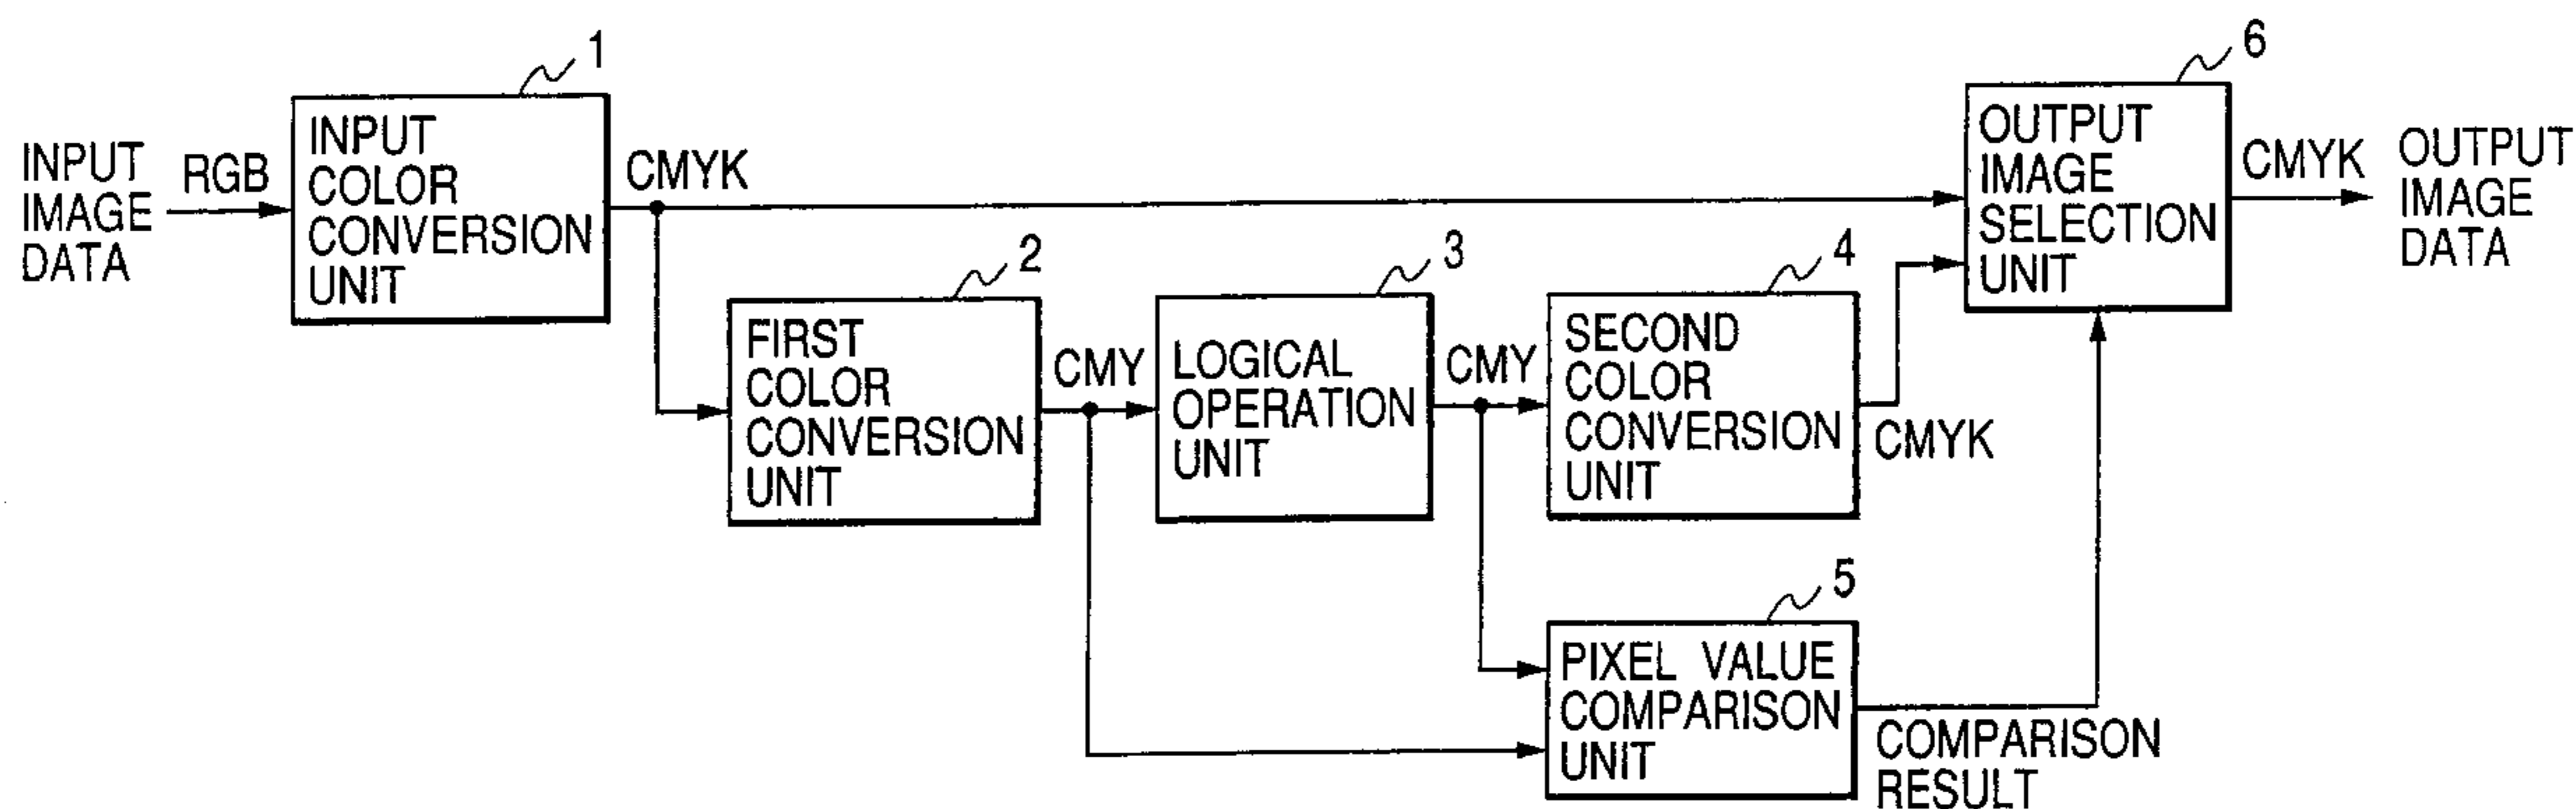 1
6
INPUT
IMAGE
DATA
RGB
INPUT
COLOR
CONVERSION
UNIT
CMYK
OUTPUT
IMAGE
SELECTION
UNIT
CMYK
OUTPUT
IMAGE
DATA
2
3
4
FIRST
COLOR
CONVERSION
UNIT
CMY
LOGICAL
OPERATION
UNIT
CMY
SECOND
COLOR
CONVERSION
UNIT
CMYK
5
PIXEL VALUE
COMPARISON
UNIT
COMPARISON
RESULT